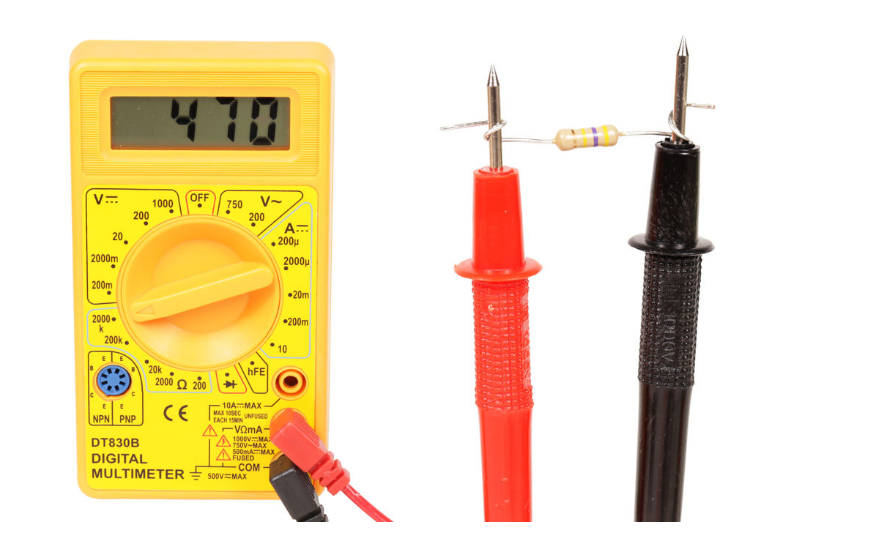 470
OFF
V⎓
1000
750
V~
200
200
A⎓
20
200µ
2000m
2000µ
200m
20m
2000
k
200m
200k
10
20k
hFE
2000
Ω
200
E
E
B
B
C
C
E
E
NPN
PNP
CE
10A⎓MAX
MAX 10SEC UNFUSED
EACH 15MIN
VΩmA
1000V⎓MAX
750V~MAX
500mA⎓MAX
FUSED
DT830B
DIGITAL
MULTIMETER
COM
500V⎓MAX
1000V